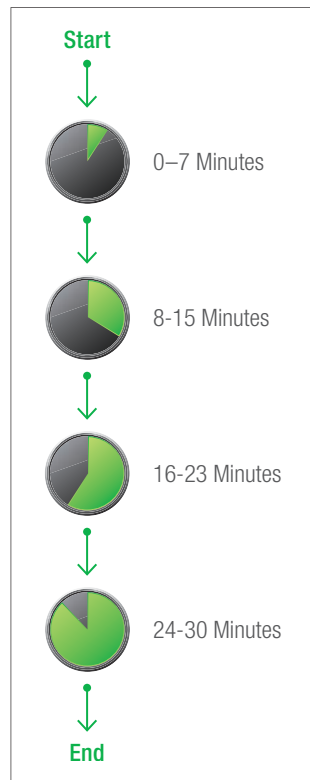 Start
0–7 Minutes
8-15 Minutes
16-23 Minutes
24-30 Minutes
End